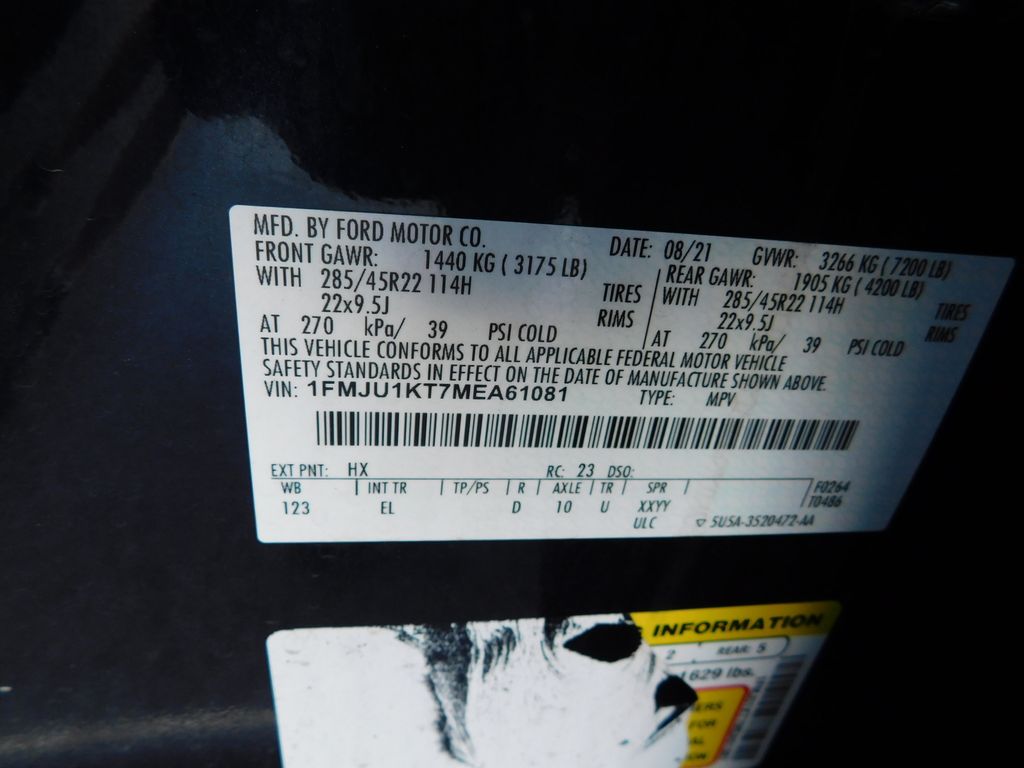 MFD. BY FORD MOTOR CO. DATE: 08/21 GVWR: 3266 KG ( 7200 LB)
FRONT GAWR: 1440 KG ( 3175 LB) REAR GAWR: 1905 KG ( 4200 LB)
WITH 285/45R22 114H TIRES WITH 285/45R22 114H TIRES
22x9.5J RIMS 22x9.5J RIMS
AT 270 kPa/ 39 PSI COLD AT 270 kPa/ 39 PSI COLD
THIS VEHICLE CONFORMS TO ALL APPLICABLE FEDERAL MOTOR VEHICLE
SAFETY STANDARDS IN EFFECT ON THE DATE OF MANUFACTURE SHOWN ABOVE.
VIN: 1FMJU1KT7MEA61081 TYPE: MPV
EXT PNT: HX RC: 23 DSO:
WB INT TR TP/PS R AXLE TR SPR F0264
123 EL D 10 U XXYY T0486
ULC 5U5A-3520472-AA
INFORMATION
2 REAR: 5
629 lbs.
FOR